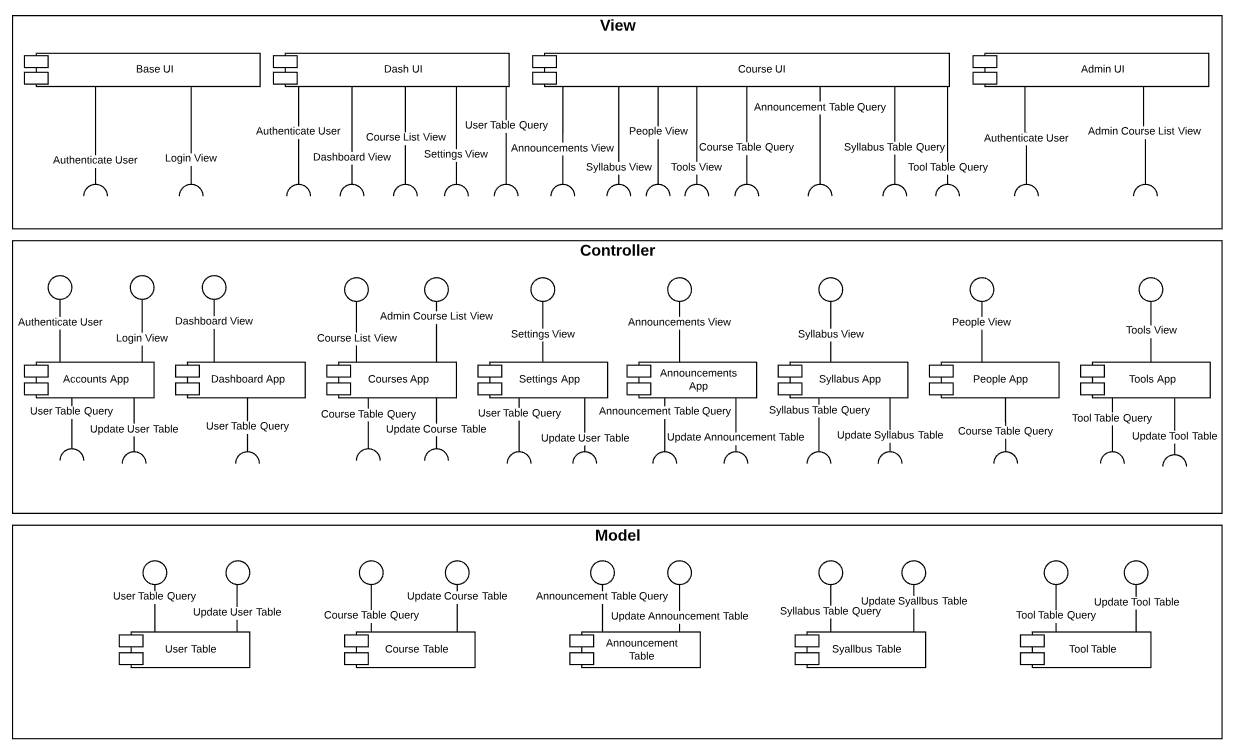 View
Base UI
Dash UI
Course UI
Admin UI
Authenticate User
Login View
Authenticate User
Dashboard View
Course List View
Settings View
User Table Query
Announcements View
Syllabus View
People View
Tools View
Course Table Query
Announcement Table Query
Syllabus Table Query
Tool Table Query
Authenticate User
Admin Course List View
Controller
Authenticate User
Login View
Dashboard View
Course List View
Admin Course List View
Settings View
Announcements View
Syllabus View
People View
Tools View
Accounts App
Dashboard App
Courses App
Settings App
Announcements
App
Syllabus App
People App
Tools App
User Table Query
Update User Table
User Table Query
Course Table Query
Update Course Table
User Table Query
Update User Table
Announcement Table Query
Update Announcement Table
Syllabus Table Query
Update Syllabus Table
Course Table Query
Tool Table Query
Update Tool Table
Model
User Table Query
Update User Table
Course Table Query
Update Course Table
Announcement Table Query
Update Announcement Table
Syllabus Table Query
Update Syallbus Table
Tool Table Query
Update Tool Table
User Table
Course Table
Announcement
Table
Syallbus Table
Tool Table